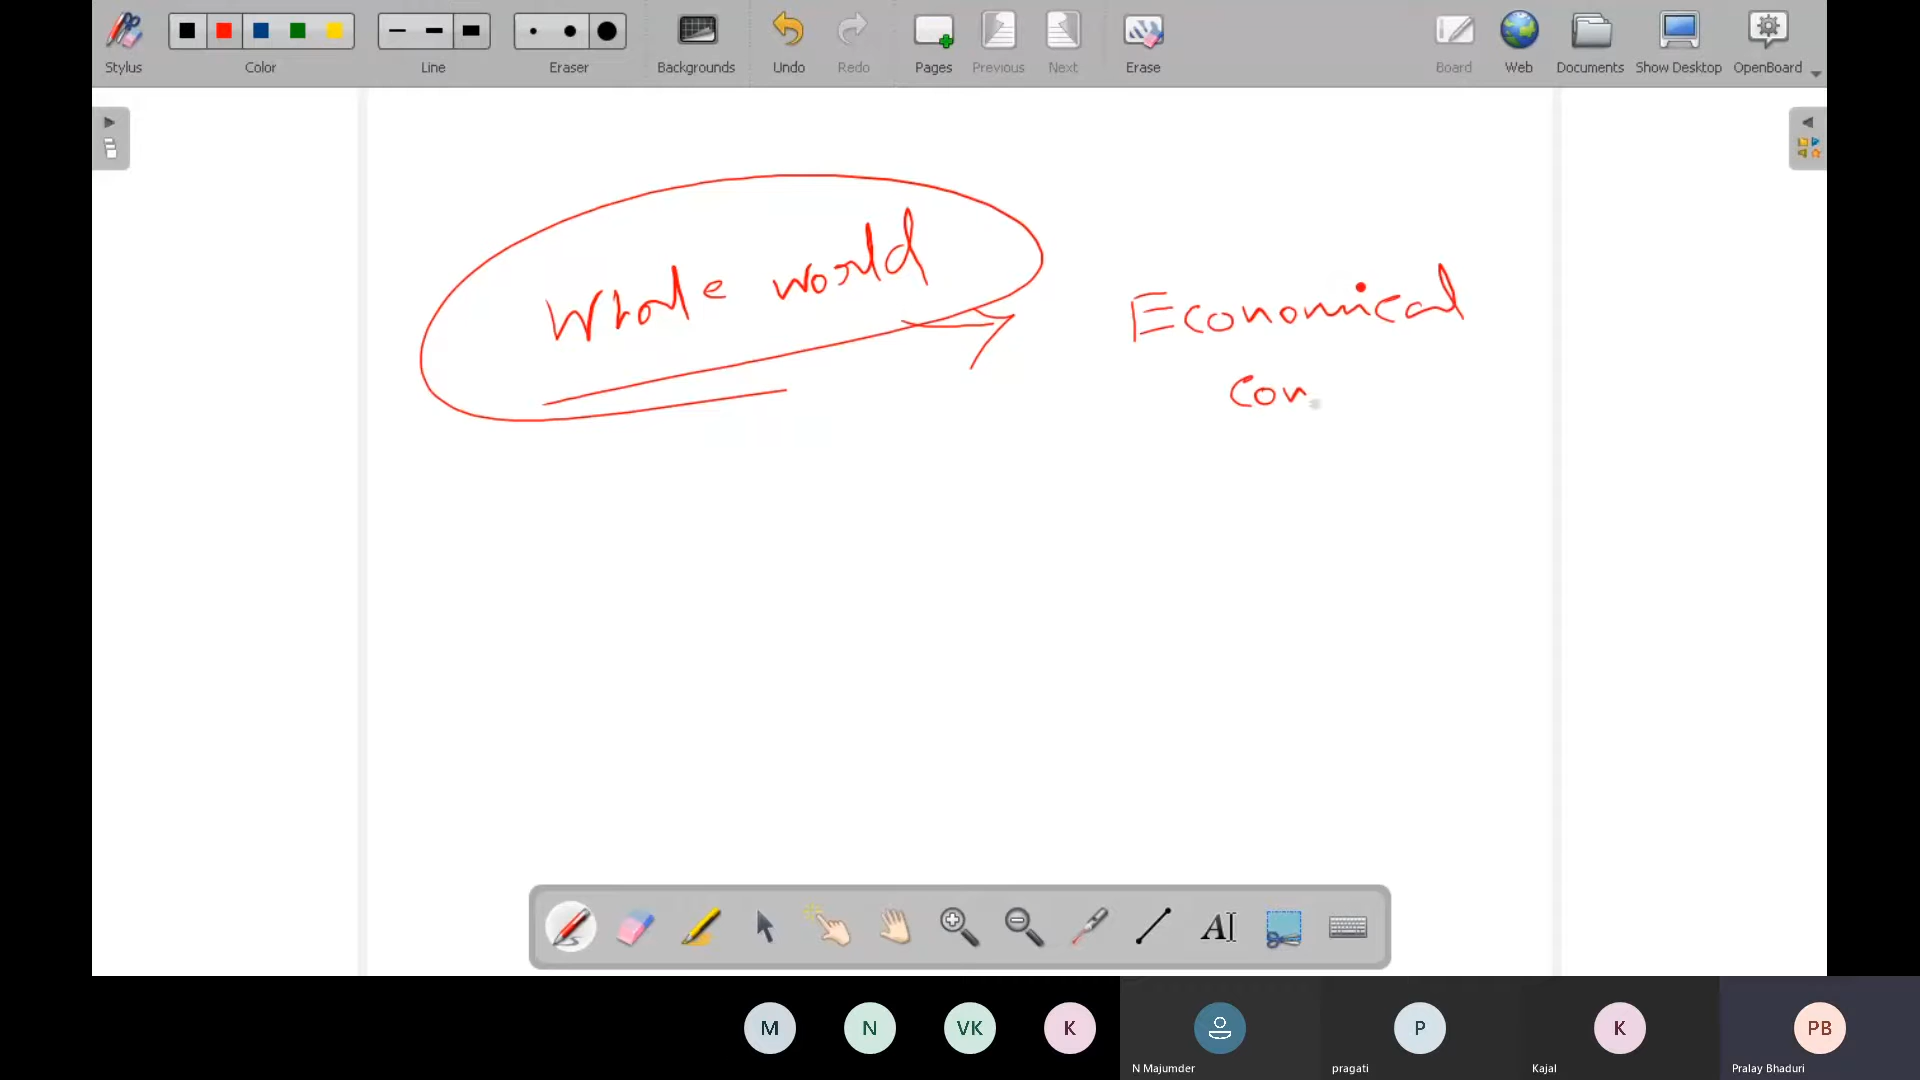 Stylus
Color
Line
Eraser
Backgrounds
Undo
Redo
Pages
Previous
Next
Erase
Board
Web
Documents
Show Desktop
OpenBoard
Whole world
Economical
con
M
N
VK
K
P
K
PB
N Majumder
pragati
Kajal
Pralay Bhaduri